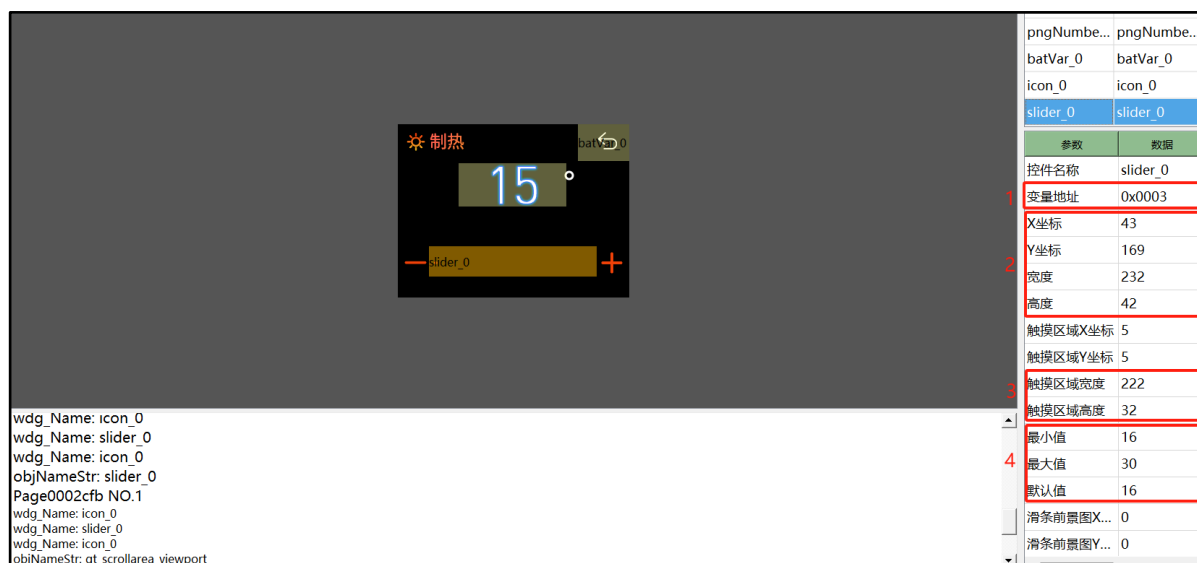 pngNumbe... pngNumbe...
batVar_0 batVar_0
icon_0 icon_0
slider_0 slider_0
参数 数据
控件名称 slider_0
1 变量地址 0x0003
X坐标 43
Y坐标 169
2 宽度 232
高度 42
触摸区域X坐标 5
触摸区域Y坐标 5
3 触摸区域宽度 222
触摸区域高度 32
最小值 16
4 最大值 30
默认值 16
滑条前景图X... 0
滑条前景图Y... 0
制热
batVar_0
15
slider_0
wdg_Name: icon_0
wdg_Name: slider_0
wdg_Name: icon_0
objNameStr: slider_0
Page0002cfb NO.1
wdg_Name: icon_0
wdg_Name: slider_0
wdg_Name: icon_0
objNameStr: qt_scrollarea_viewport